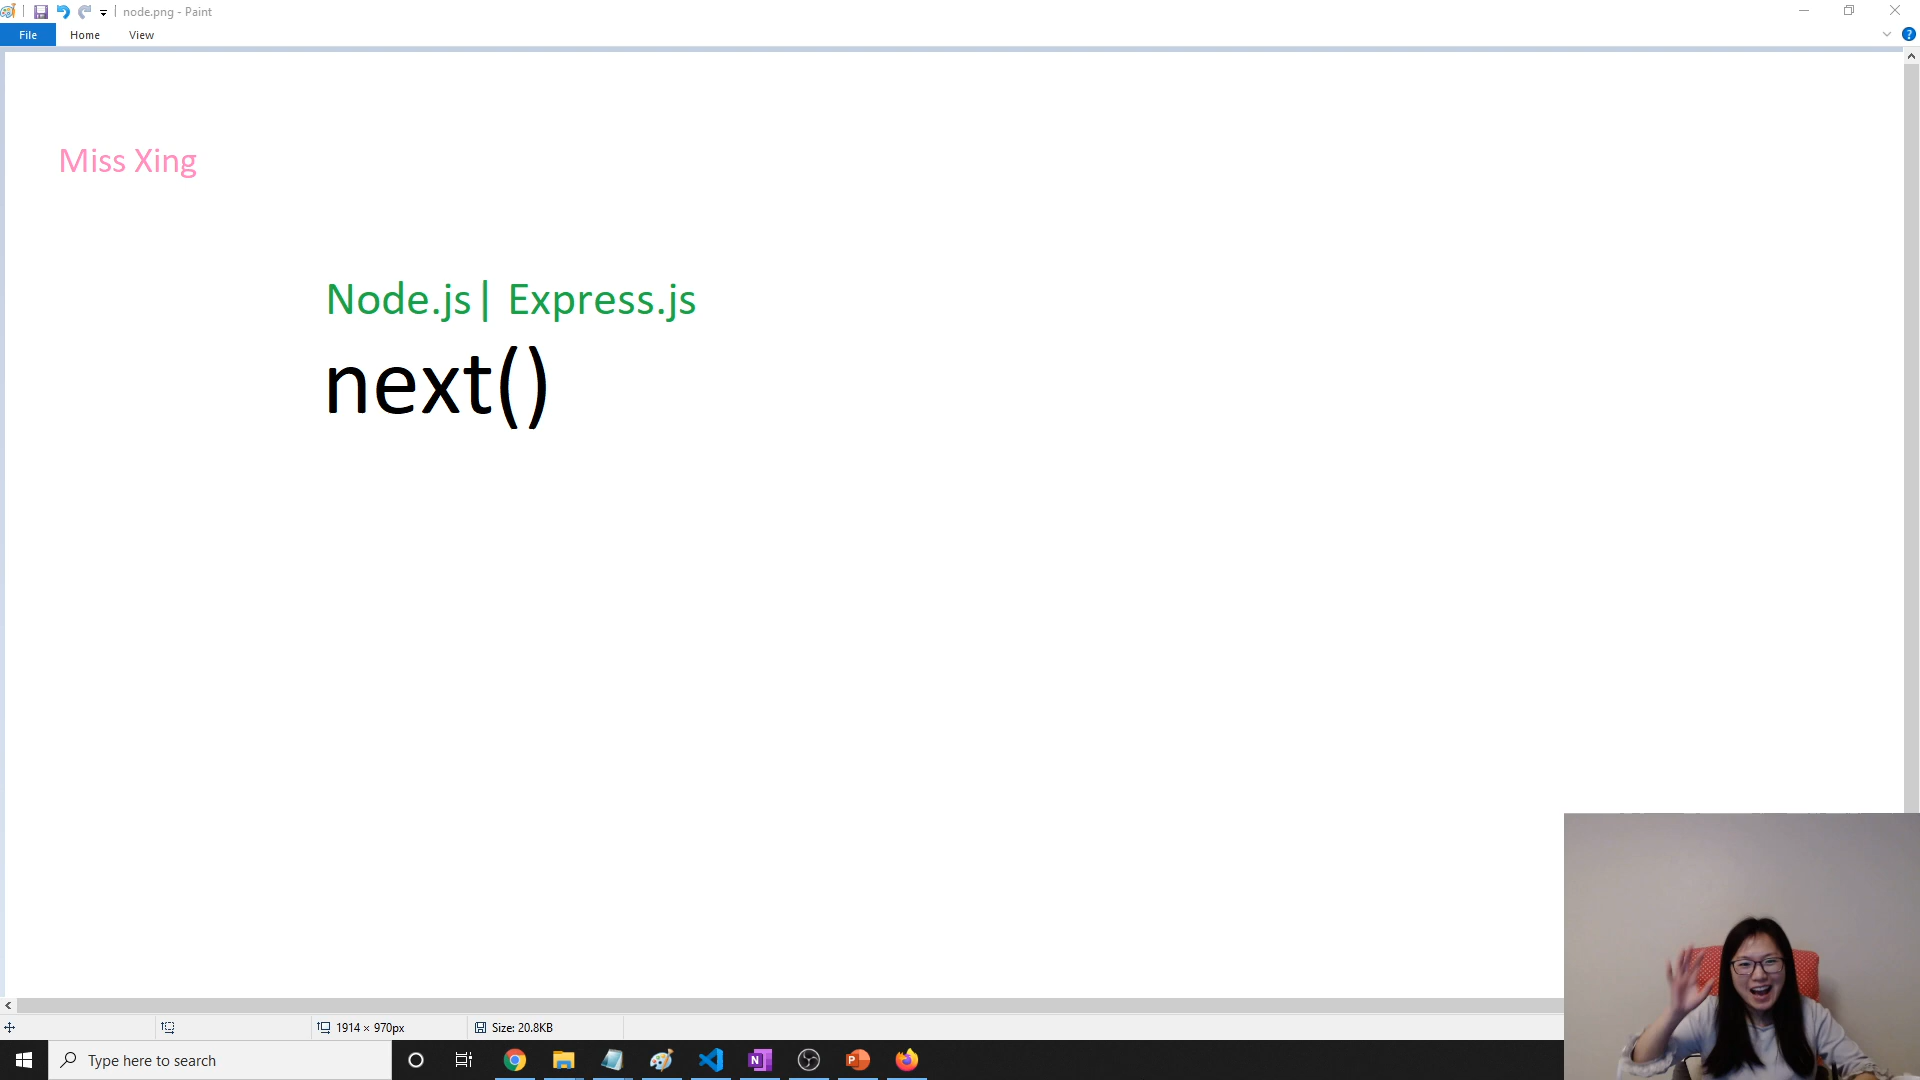 node.png - Paint
File Home View
Miss Xing
Node.js| Express.js
next()
1914 × 970px Size: 20.8KB
Type here to search